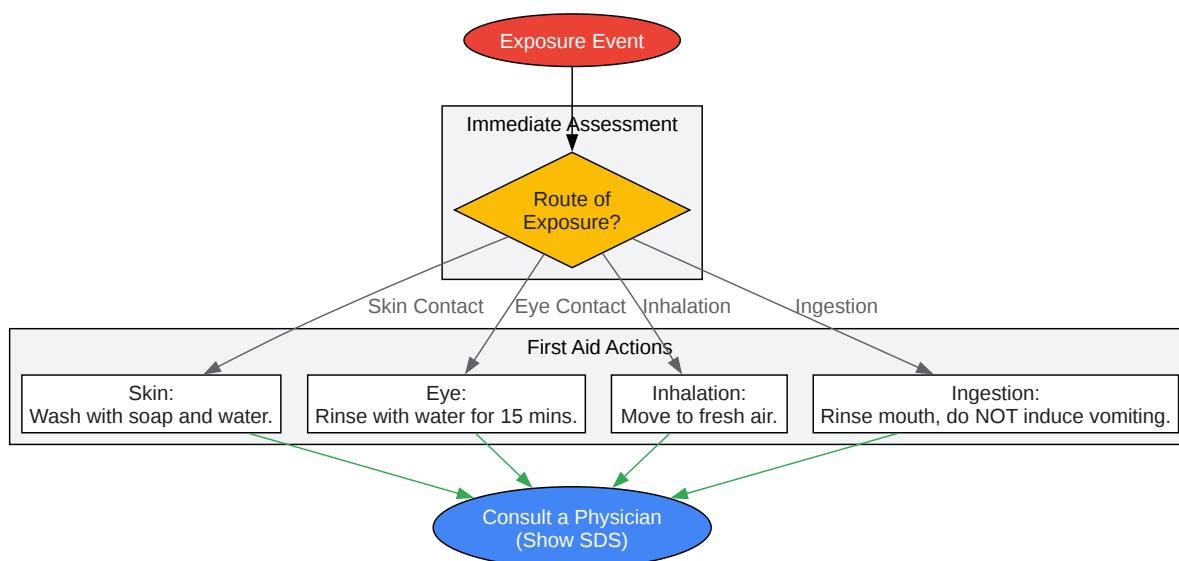 Exposure Event
Immediate Assessment
Route of
Exposure?
Skin Contact
Eye Contact
Inhalation
Ingestion
First Aid Actions
Skin:
Wash with soap and water.
Eye:
Rinse with water for 15 mins.
Inhalation:
Move to fresh air.
Ingestion:
Rinse mouth, do NOT induce vomiting.
Consult a Physician
(Show SDS)